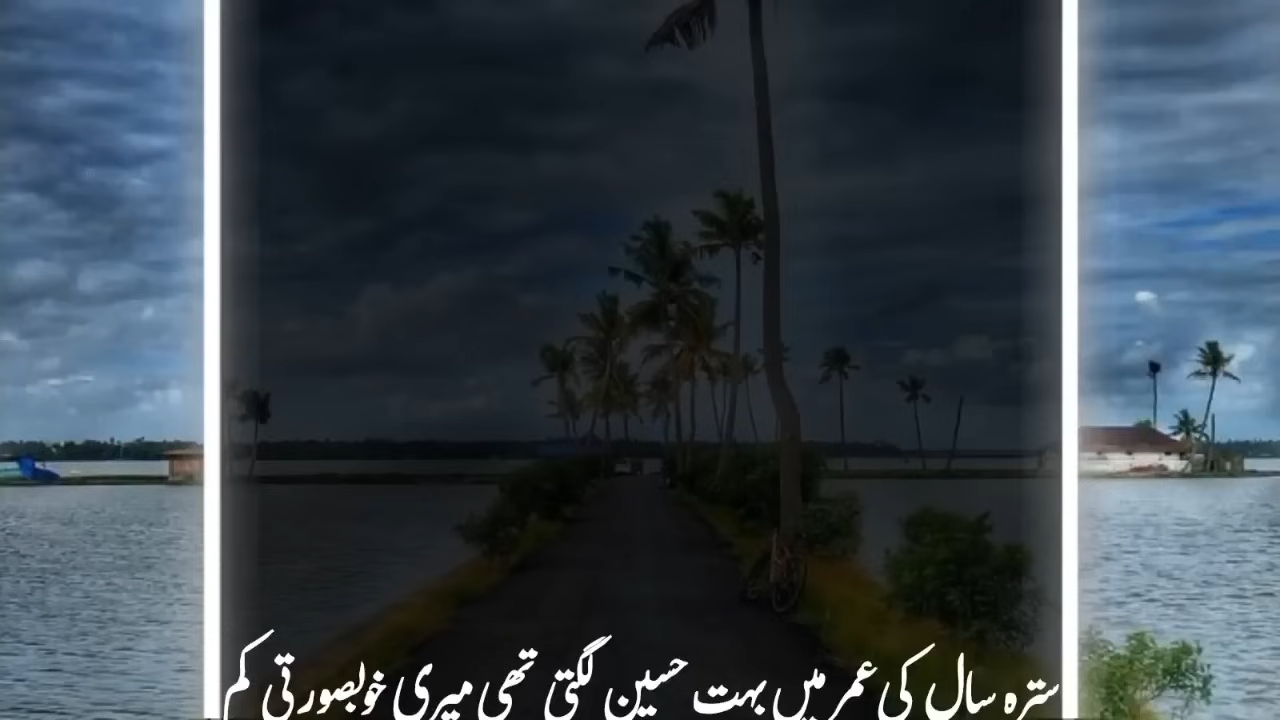 سترہ سال کی عمر میں بہت حسین لگتی تھی میری خوبصورتی کم